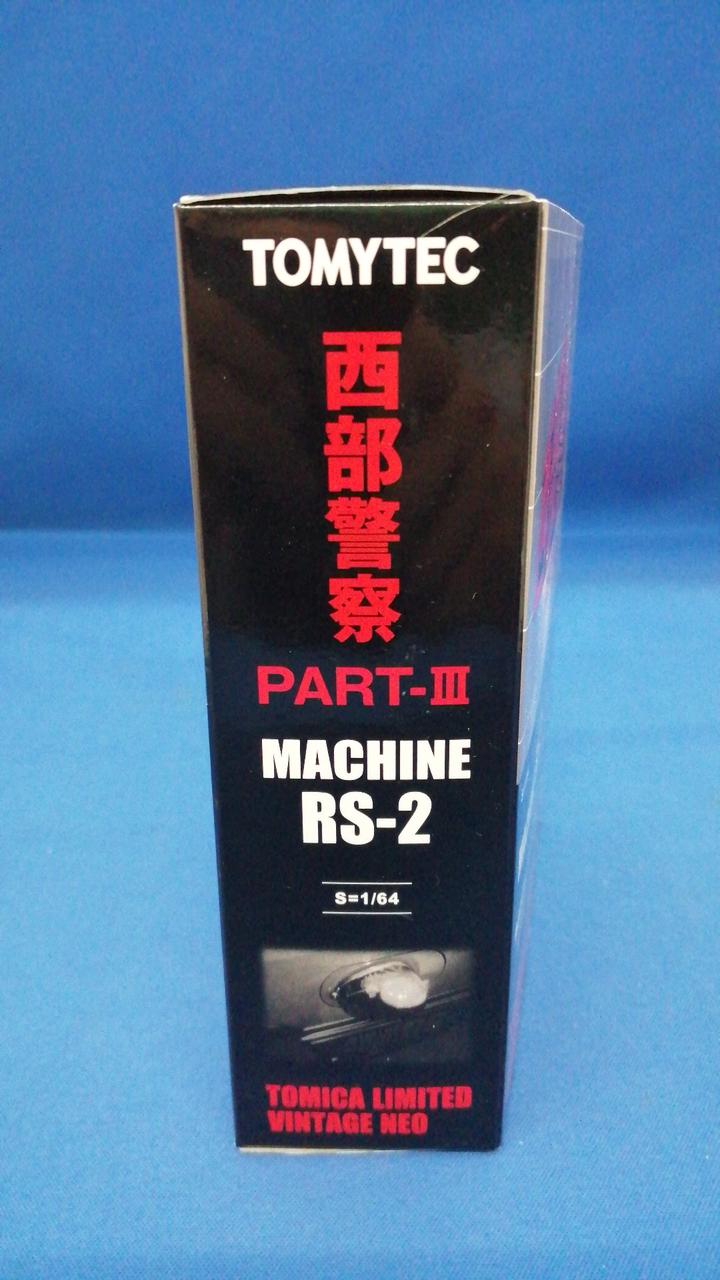 TOMYTEC
西部警察
PART-III
MACHINE
RS-2
S=1/64
TOMICA LIMITED
VINTAGE NEO